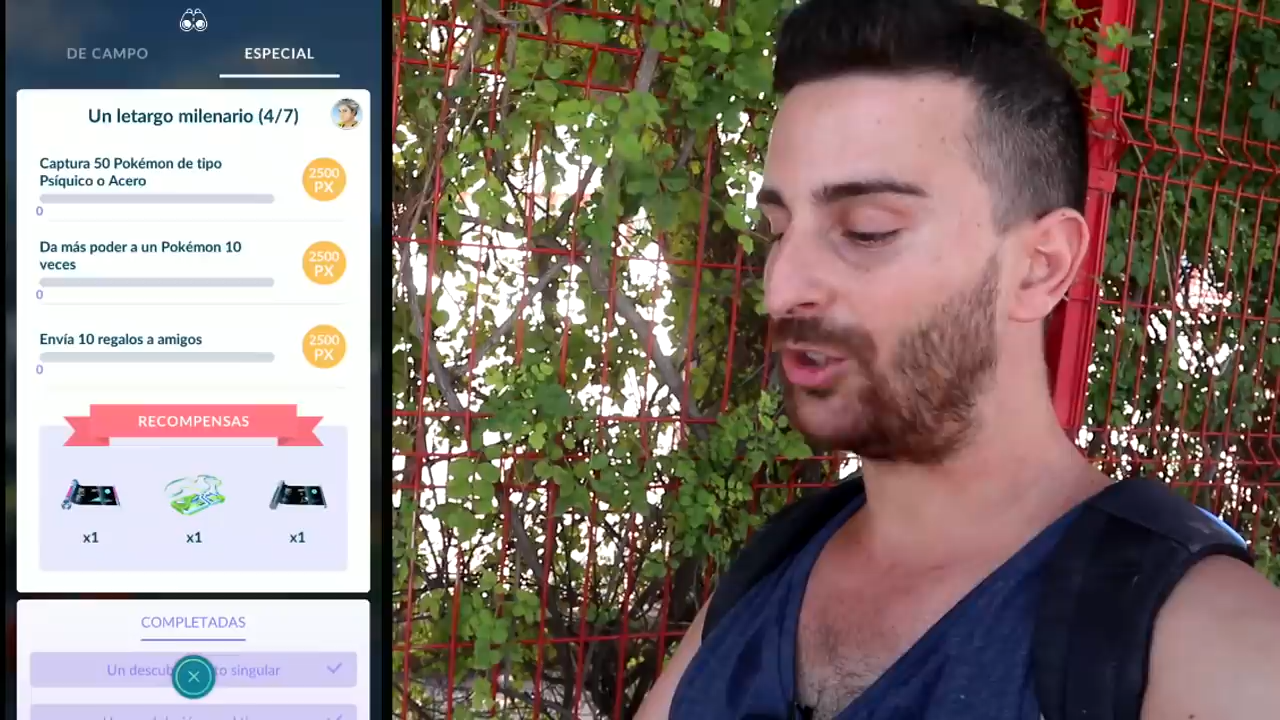 DE CAMPO
ESPECIAL
Un letargo milenario (4/7)
Captura 50 Pokémon de tipo
Psíquico o Acero
2500
PX
0
Da más poder a un Pokémon 10
veces
2500
PX
0
Envía 10 regalos a amigos
2500
PX
0
RECOMPENSAS
x1
x1
x1
COMPLETADAS
singular